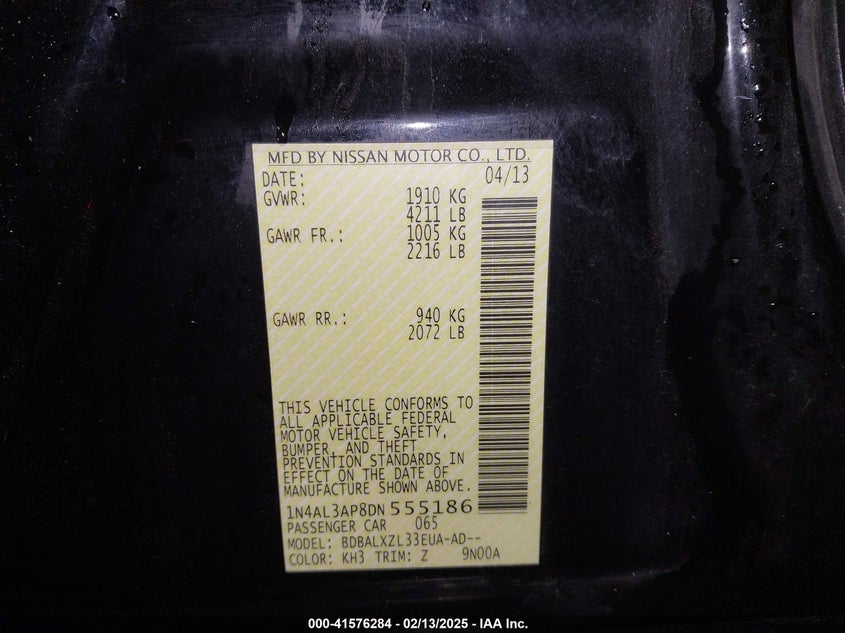 MFD BY NISSAN MOTOR CO., LTD.
DATE: 04/13
GVWR: 1910 KG
4211 LB
GAWR FR.: 1005 KG
2216 LB
GAWR RR.: 940 KG
2072 LB
THIS VEHICLE CONFORMS TO
ALL APPLICABLE FEDERAL
MOTOR VEHICLE SAFETY,
BUMPER, AND THEFT
PREVENTION STANDARDS IN
EFFECT ON THE DATE OF
MANUFACTURE SHOWN ABOVE.
1N4AL3AP8DN 555186
PASSENGER CAR 065
MODEL: BDBALXZL33EUA-AD--
COLOR: KH3 TRIM: Z 9N00A
000-41576284 - 02/13/2025 - IAA Inc.